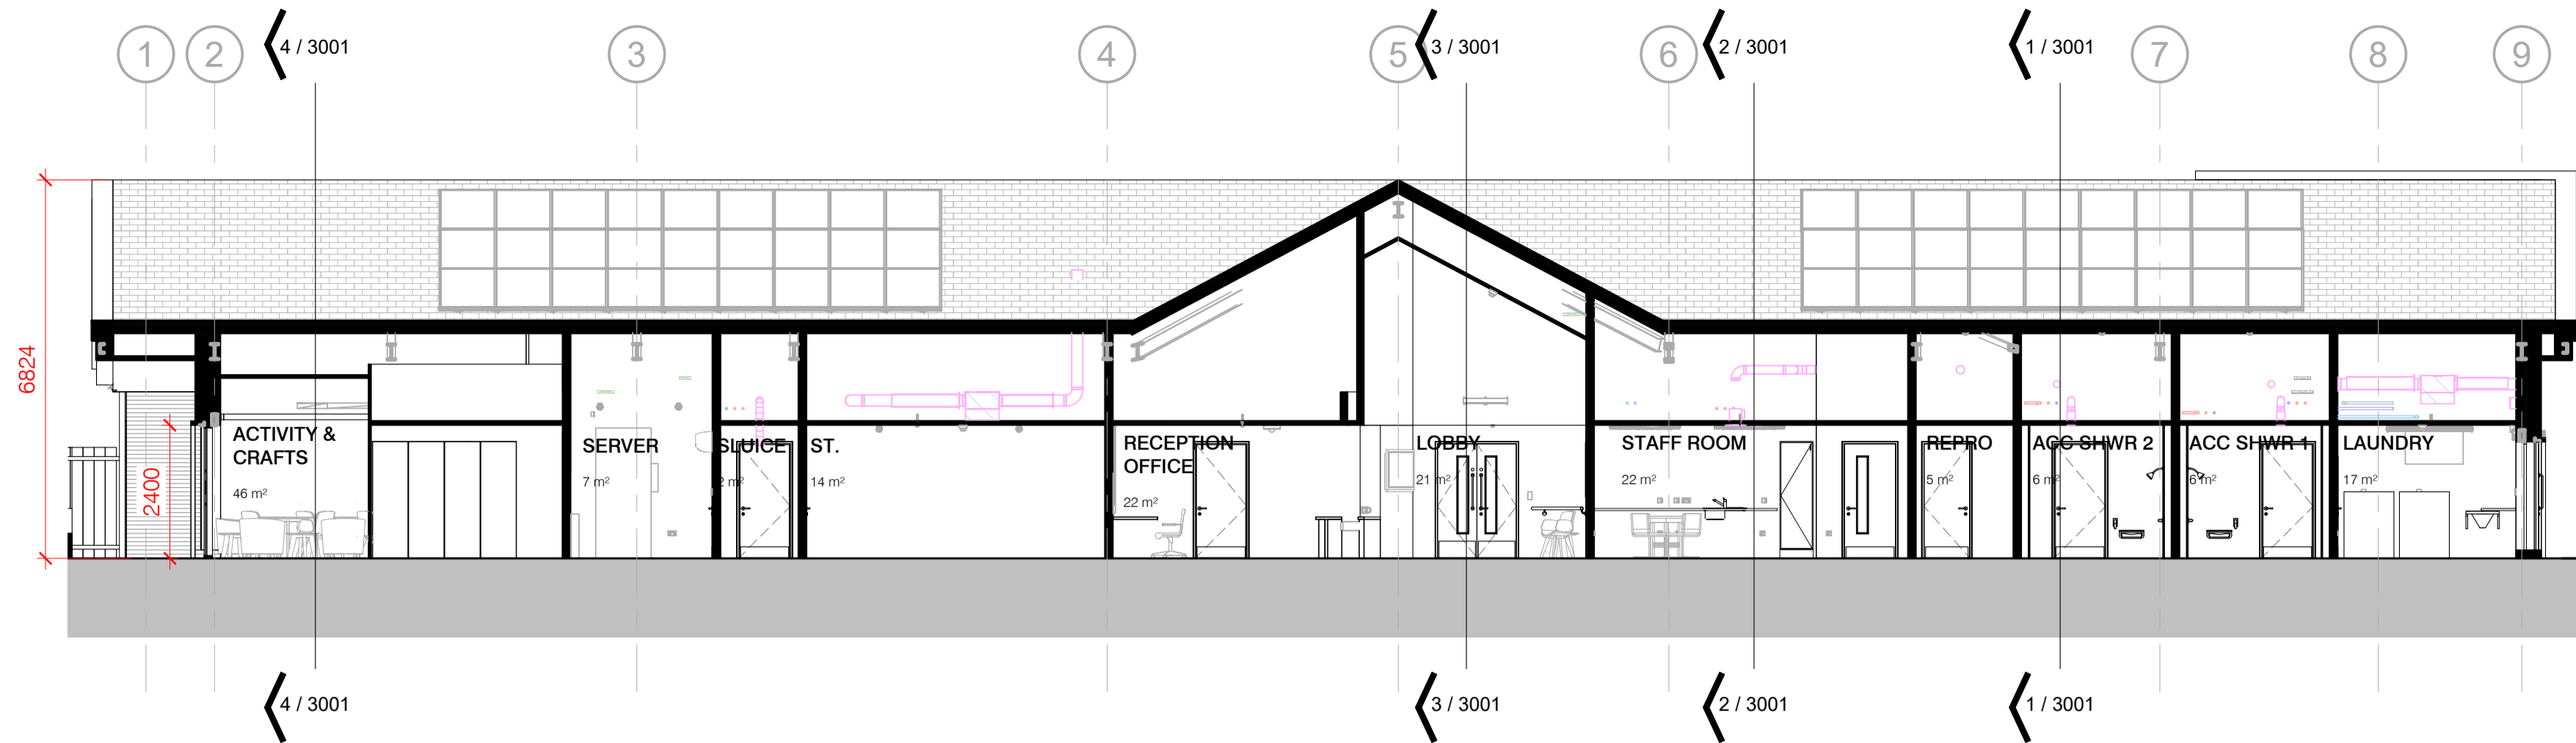 1
2
4 / 3001
3
4
5
3 / 3001
6
2 / 3001
1 / 3001
7
8
9
6824
2400
ACTIVITY &
CRAFTS
46 m²
SERVER
7 m²
SLUICE
2 m²
ST.
14 m²
RECEPTION
OFFICE
22 m²
LOBBY
21 m²
STAFF ROOM
22 m²
REPRO
5 m²
ACC SHWR 2
6 m²
ACC SHWR 1
6 m²
LAUNDRY
17 m²
4 / 3001
3 / 3001
2 / 3001
1 / 3001